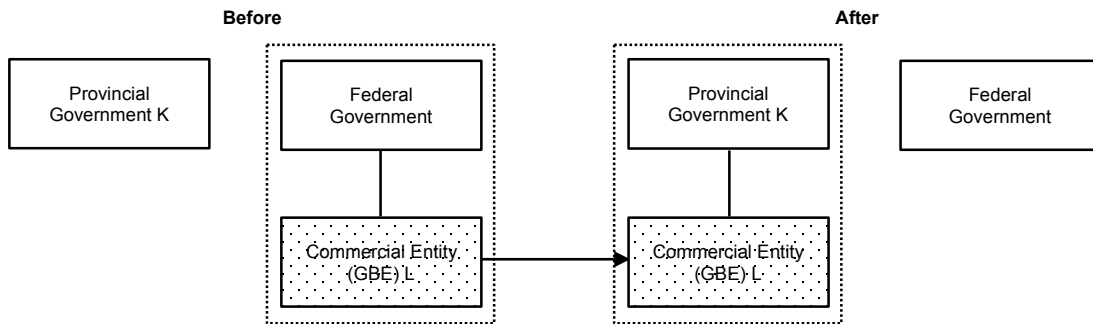 Before
After
Provincial
Government K
Federal
Government
Provincial
Government K
Federal
Government
Commercial Entity
(GBE) L
Commercial Entity
(GBE) L